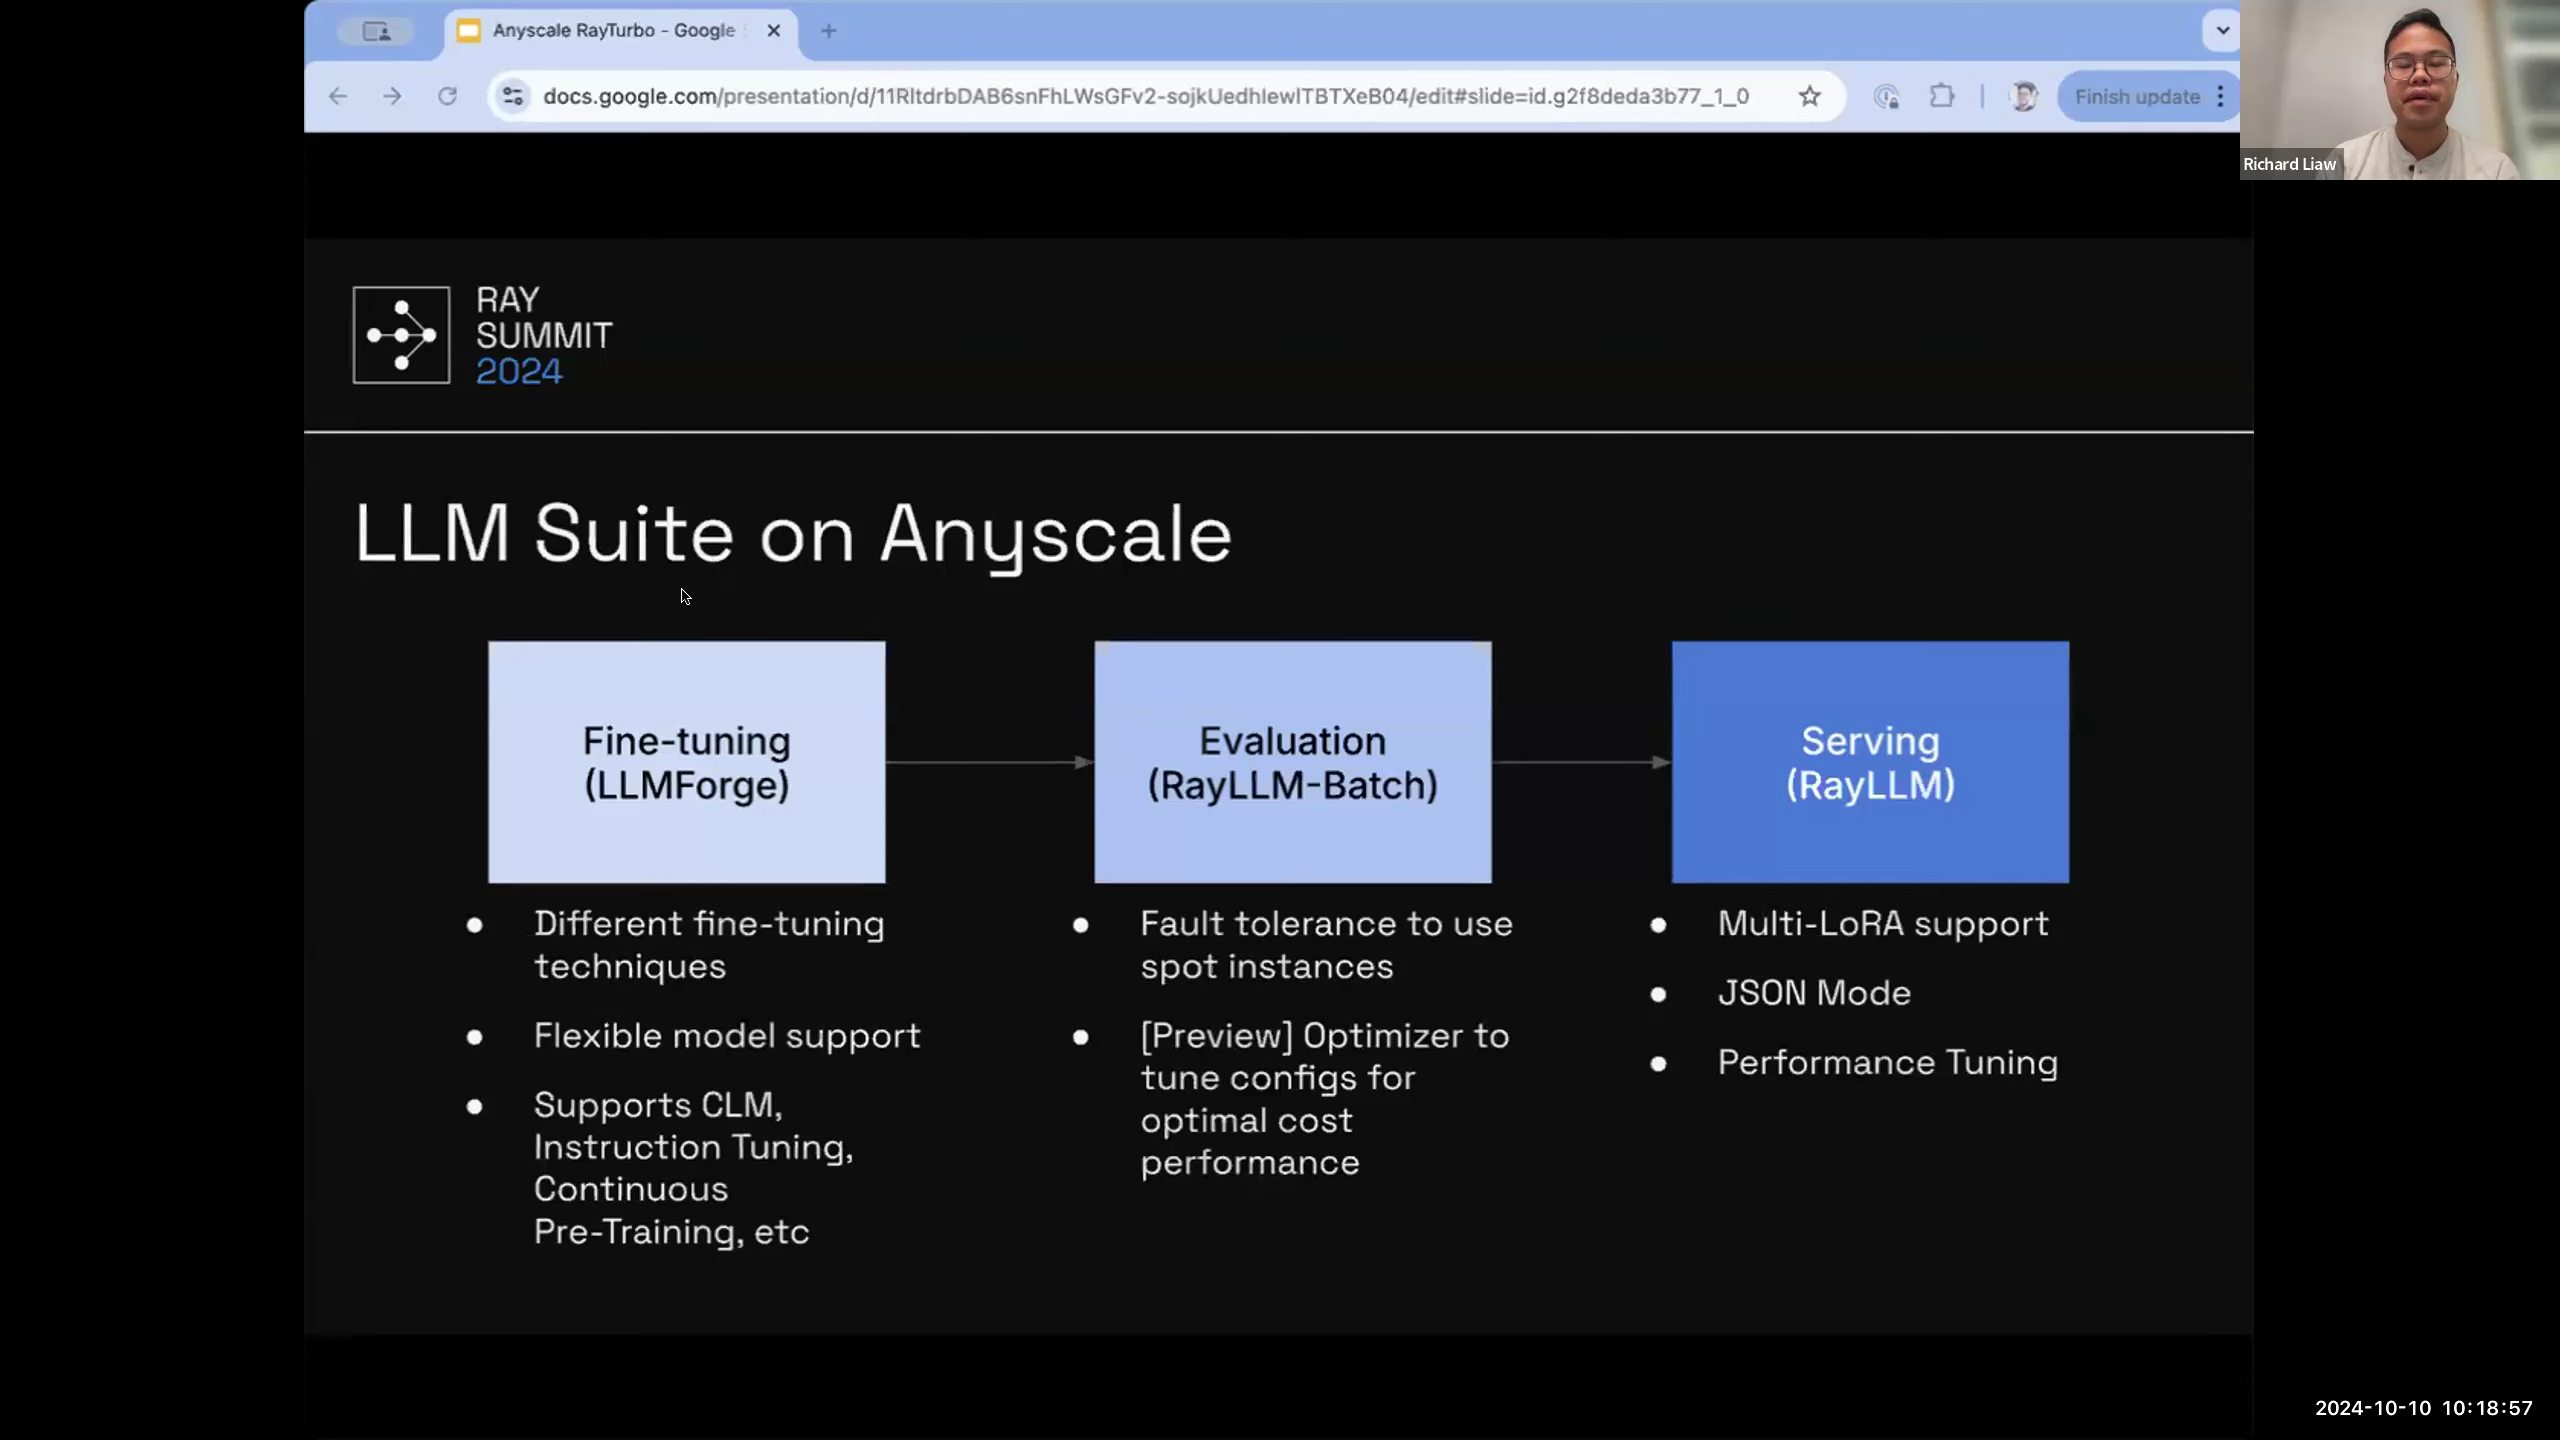 Anyscale RayTurbo - Google
docs.google.com/presentation/d/11RltdrbDAB6snFhLWsGFv2-sojkUedhlewlTBTXeB04/edit#slide=id.g2f8deda3b77_1_0
Finish update
Richard Liaw
RAY
SUMMIT
2024
LLM Suite on Anyscale
Fine-tuning
(LLMForge)
● Different fine-tuning
techniques
● Flexible model support
● Supports CLM,
Instruction Tuning,
Continuous
Pre-Training, etc
Evaluation
(RayLLM-Batch)
● Fault tolerance to use
spot instances
● [Preview] Optimizer to
tune configs for
optimal cost
performance
Serving
(RayLLM)
● Multi-LoRA support
● JSON Mode
● Performance Tuning
2024-10-10 10:18:57